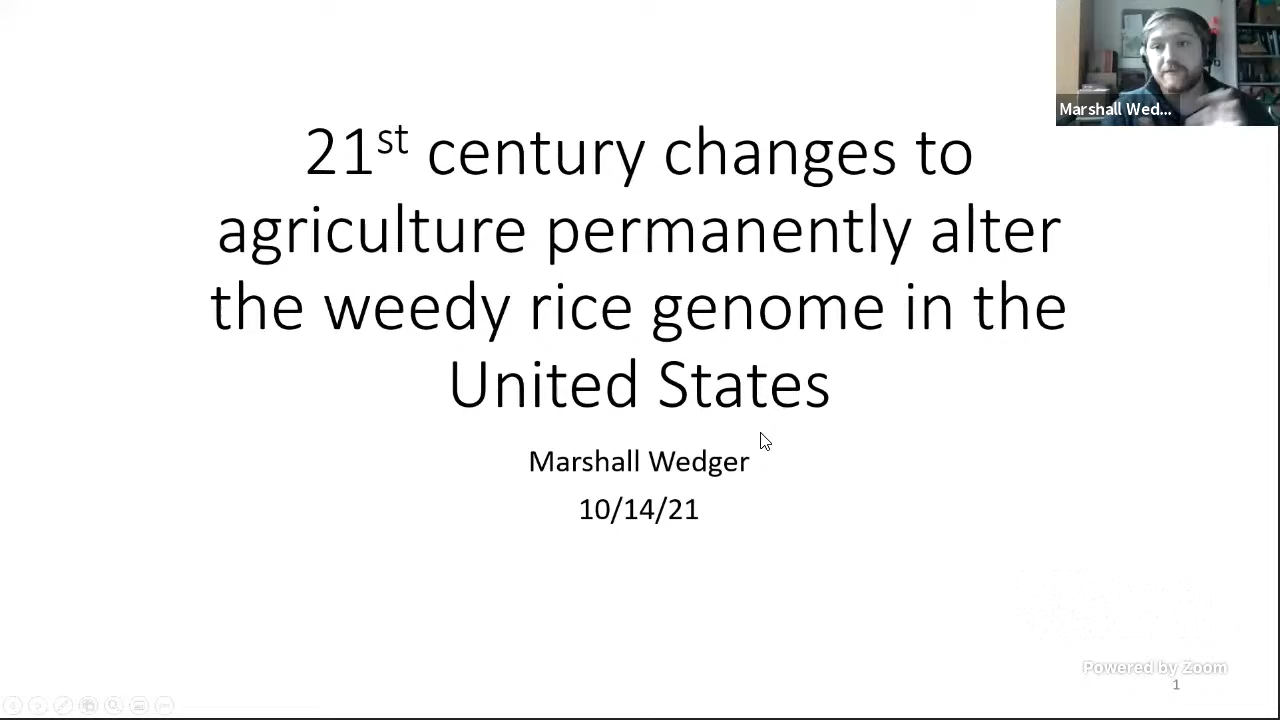 Marshall Wed...
21st century changes to
agriculture permanently alter
the weedy rice genome in the
United States
Marshall Wedger
10/14/21
Powered by Zoom
1